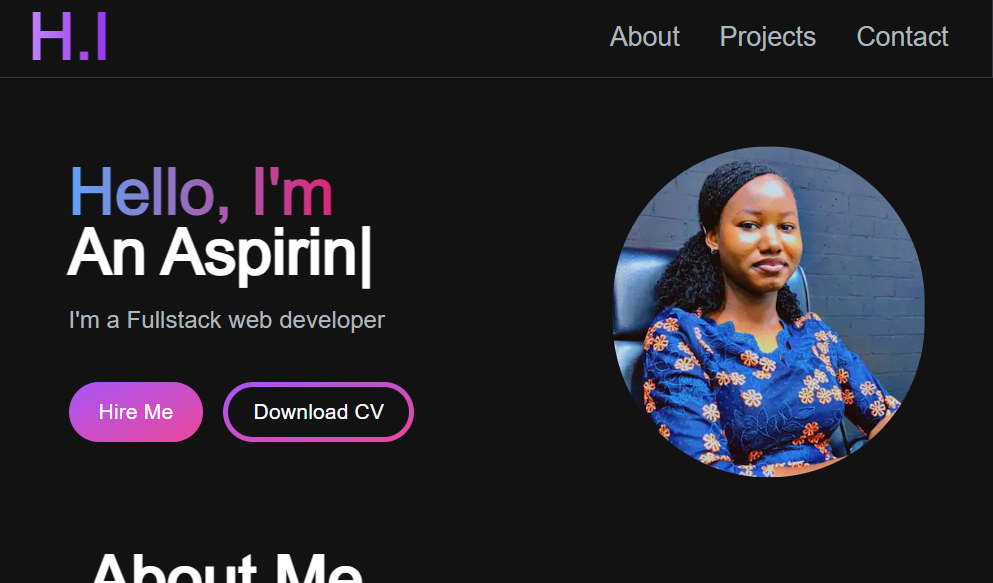 H.I
About Projects Contact
Hello, I'm
An Aspirin|
I'm a Fullstack web developer
Hire Me Download CV
About Me